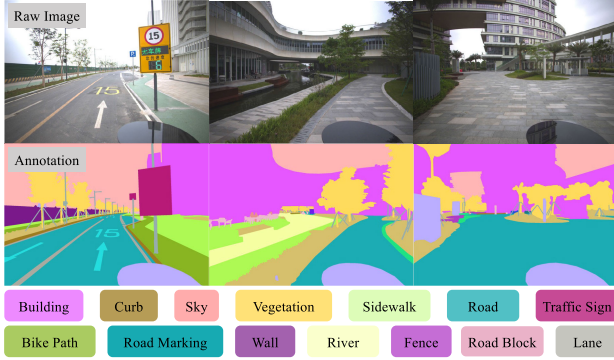 Raw Image
15
15
Annotation
15
Building
Curb
Sky
Vegetation
Sidewalk
Road
Traffic Sign
Bike Path
Road Marking
Wall
River
Fence
Road Block
Lane